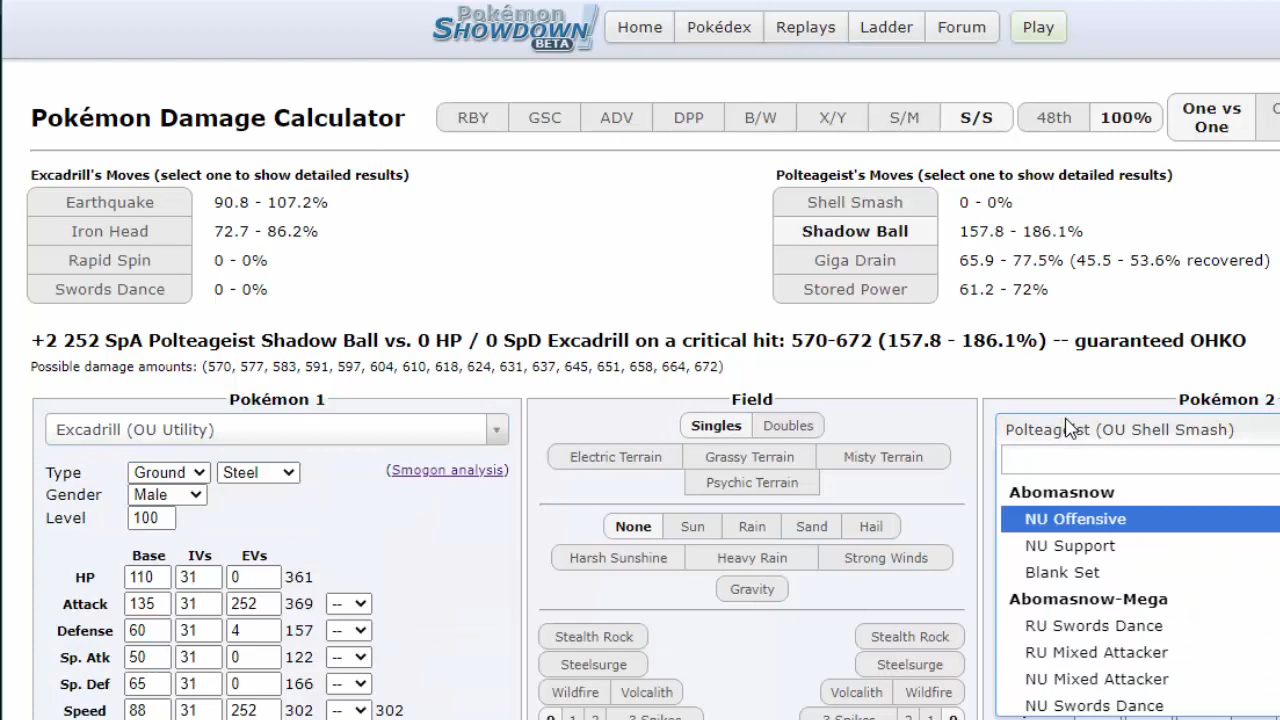 Pokémon
SHOWDOWN!
BETA
Home Pokédex Replays Ladder Forum Play
Pokémon Damage Calculator RBY GSC ADV DPP B/W X/Y S/M S/S 48th 100% One vs One
Excadrill's Moves (select one to show detailed results)
Earthquake 90.8 - 107.2%
Iron Head 72.7 - 86.2%
Rapid Spin 0 - 0%
Swords Dance 0 - 0%
Polteageist's Moves (select one to show detailed results)
Shell Smash 0 - 0%
Shadow Ball 157.8 - 186.1%
Giga Drain 65.9 - 77.5% (45.5 - 53.6% recovered)
Stored Power 61.2 - 72%
+2 252 SpA Polteageist Shadow Ball vs. 0 HP / 0 SpD Excadrill on a critical hit: 570-672 (157.8 - 186.1%) -- guaranteed OHKO
Possible damage amounts: (570, 577, 583, 591, 597, 604, 610, 618, 624, 631, 637, 645, 651, 658, 664, 672)
Pokémon 1
Excadrill (OU Utility)
Type Ground Steel (Smogon analysis)
Gender Male
Level 100
Base IVs EVs
HP 110 31 0 361
Attack 135 31 252 369 --
Defense 60 31 4 157 --
Sp. Atk 50 31 0 122 --
Sp. Def 65 31 0 166 --
Speed 88 31 252 302 -- 302
Field
Singles Doubles
Electric Terrain Grassy Terrain Misty Terrain
Psychic Terrain
None Sun Rain Sand Hail
Harsh Sunshine Heavy Rain Strong Winds
Gravity
Stealth Rock Stealth Rock
Steelsurge Steelsurge
Wildfire Volcalith Volcalith Wildfire
0 1 2 3 Spikes 3 Spikes 2 1 0
Pokémon 2
Polteageist (OU Shell Smash)
Abomasnow
NU Offensive
NU Support
Blank Set
Abomasnow-Mega
RU Swords Dance
RU Mixed Attacker
NU Mixed Attacker
NU Swords Dance